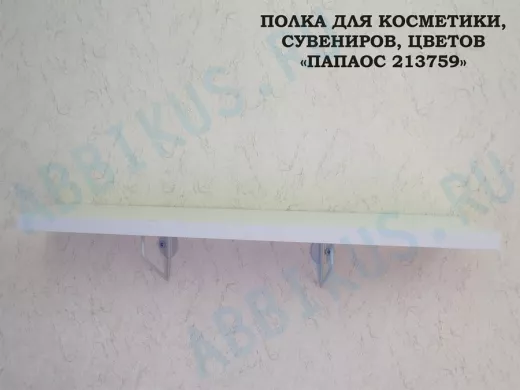 ПОЛКА ДЛЯ КОСМЕТИКИ,
СУВЕНИРОВ, ЦВЕТОВ
«ПАПАОС 213759»
ABBIKUS.RU
ABBIKUS.RU